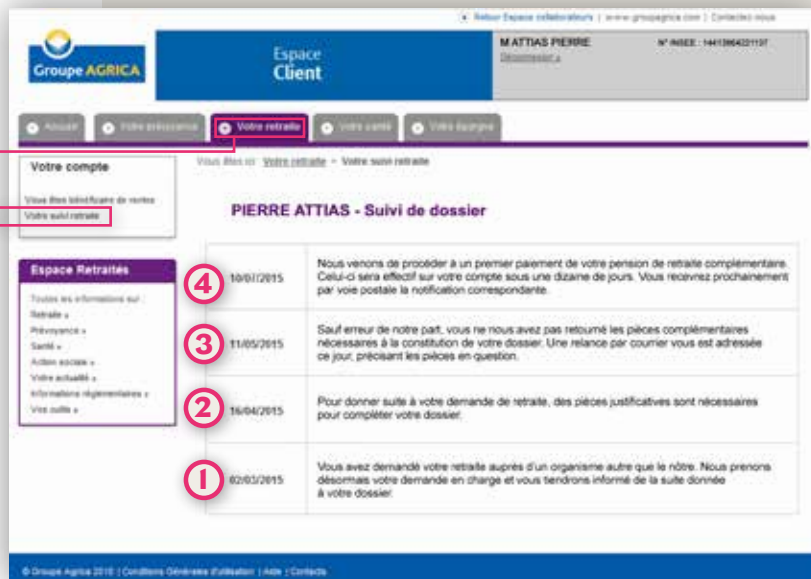 Retour Espace collaborateurs | www.groupagrica.com | Contactez-nous
Groupe AGRICA
Espace
Client
M ATTIAS PIERRE
N° INSEE :
Déconnexion
Accueil
Votre prévoyance
Votre retraite
Votre santé
Votre épargne
Vous êtes ici : Votre retraite > Votre suivi retraite
Votre compte
Vous êtes bénéficiaire de rentes
Votre suivi retraite
PIERRE ATTIAS - Suivi de dossier
Espace Retraités
Toutes les informations sur :
Retraite »
Prévoyance »
Santé »
Action sociale »
Votre actualité »
Informations réglementaires »
Vos outils »
4
10/07/2015
Nous venons de procéder à un premier paiement de votre pension de retraite complémentaire.
Celui-ci sera effectif sur votre compte sous une dizaine de jours. Vous recevrez prochainement
par voie postale la notification correspondante.
3
11/05/2015
Sauf erreur de notre part, vous ne nous avez pas retourné les pièces complémentaires
nécessaires à la constitution de votre dossier. Une relance par courrier vous est adressée
ce jour, précisant les pièces en question.
2
16/04/2015
Pour donner suite à votre demande de retraite, des pièces justificatives sont nécessaires
pour compléter votre dossier.
1
02/03/2015
Vous avez demandé votre retraite auprès d'un organisme autre que le nôtre. Nous prenons
désormais votre demande en charge et vous tiendrons informé de la suite donnée
à votre dossier.
© Groupe Agrica 2010 | Conditions Générales d'utilisation | Aide | Contacts